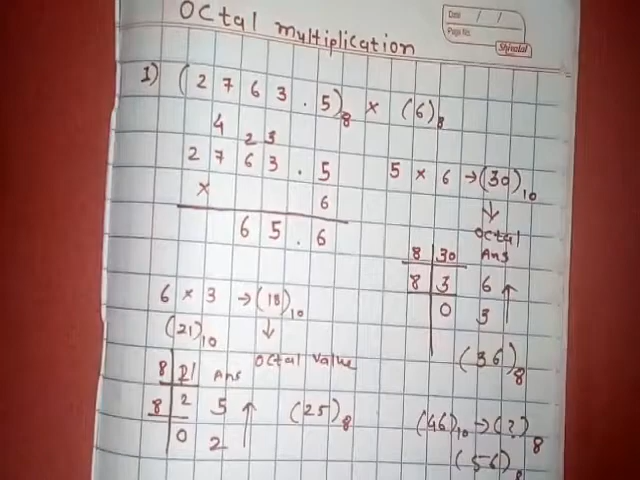 Octal multiplication
Date / /
Page No.
Shivalal
1) (2 7 6 3 . 5)8 × (6)8
4 2 3
2 7 6 3 . 5
× 6
6 5 . 6
5 × 6 → (30)10
↓
Octal
Ans
8 30
8 3 6 ↑
0 3
(36)8
6 × 3 → (18)10
(21)10 ↓
Octal value
8 21 Ans
8 2 5 ↑ (25)8
0 2
(46)10 → (?)8
(56)8